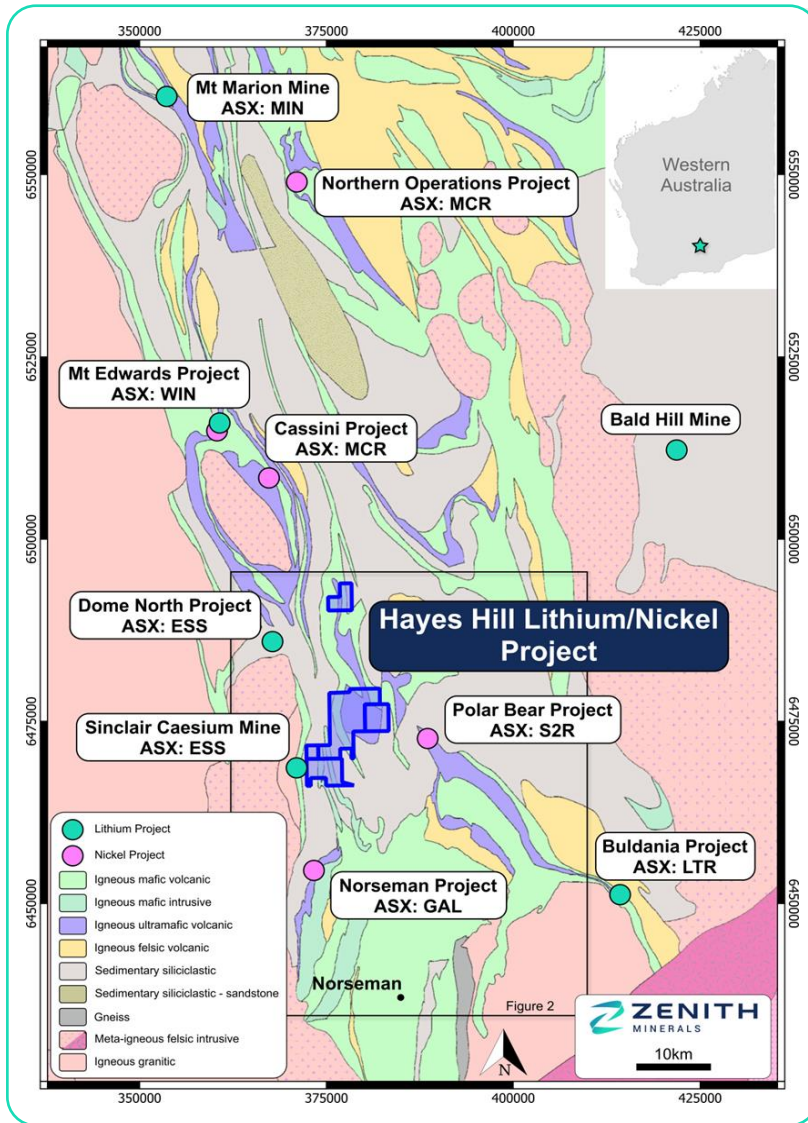 350000
375000
400000
425000
Mt Marion Mine
ASX: MIN
Northern Operations Project
ASX: MCR
Western
Australia
6550000
6550000
6525000
6525000
Mt Edwards Project
ASX: WIN
Cassini Project
ASX: MCR
Bald Hill Mine
6500000
6500000
Dome North Project
ASX: ESS
Hayes Hill Lithium/Nickel
Project
Sinclair Caesium Mine
ASX: ESS
Polar Bear Project
ASX: S2R
6475000
6475000
Buldania Project
ASX: LTR
Norseman Project
ASX: GAL
6450000
6450000
Norseman
Figure 2
Lithium Project
Nickel Project
Igneous mafic volcanic
Igneous mafic intrusive
Igneous ultramafic volcanic
Igneous felsic volcanic
Sedimentary siliciclastic
Sedimentary siliciclastic - sandstone
Gneiss
Meta-igneous felsic intrusive
Igneous granitic
N
ZENITH
MINERALS
10km
350000
375000
400000
425000